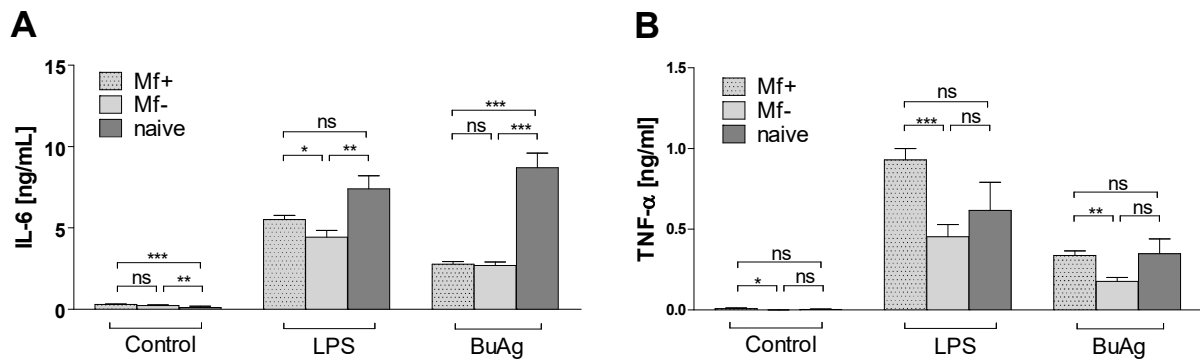 A
IL-6 [ng/mL]
15
10
5
0
Mf+
Mf-
naive
***
ns
**
ns
*
**
***
ns
***
Control
LPS
BuAg
B
TNF-α [ng/ml]
1.5
1.0
0.5
0.0
Mf+
Mf-
naive
ns
*
ns
ns
***
ns
ns
**
ns
Control
LPS
BuAg